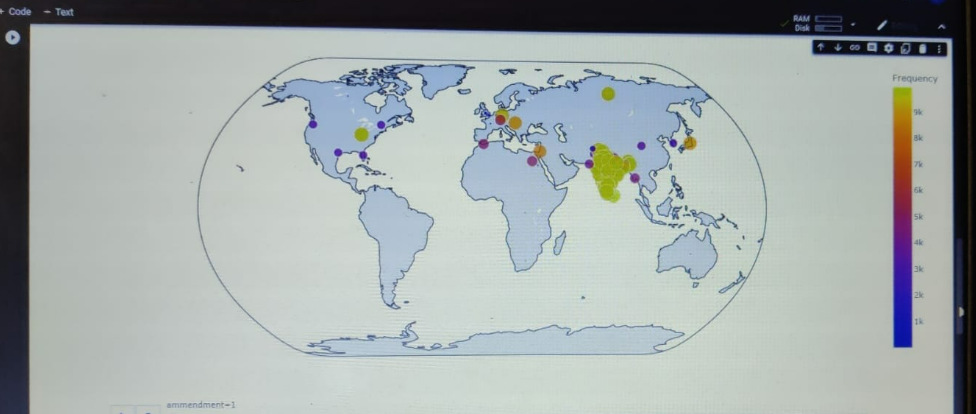 + Code
Text
RAM
Disk
Frequency
9k
8k
7k
6k
5k
4k
3k
2k
1k
ammendment-1